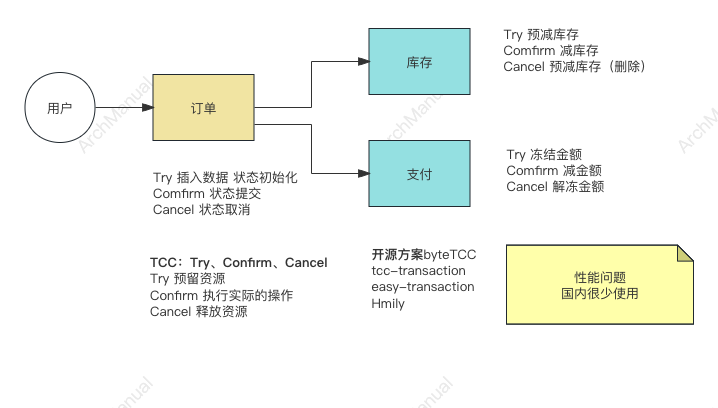 用户
订单
库存
支付
Try 预减库存
Comfirm 减库存
Cancel 预减库存（删除）
Try 冻结金额
Comfirm 减金额
Cancel 解冻金额
Try 插入数据 状态初始化
Comfirm 状态提交
Cancel 状态取消
TCC：Try、Confirm、Cancel
Try 预留资源
Confirm 执行实际的操作
Cancel 释放资源
开源方案byteTCC
tcc-transaction
easy-transaction
Hmily
性能问题
国内很少使用
ArchManual